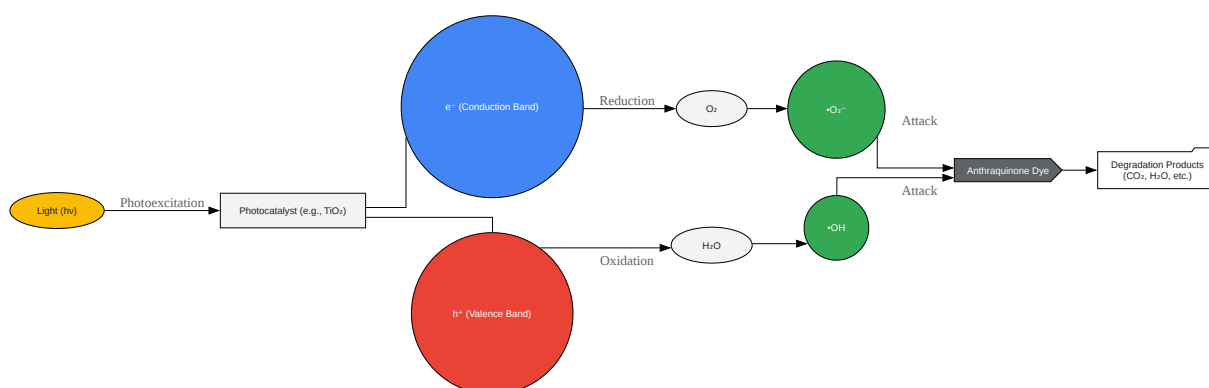 Light (hν)
Photoexcitation
Photocatalyst (e.g., TiO₂)
e⁻ (Conduction Band)
h⁺ (Valence Band)
Reduction
Oxidation
O₂
H₂O
•O₂⁻
•OH
Attack
Attack
Anthraquinone Dye
Degradation Products
(CO₂, H₂O, etc.)